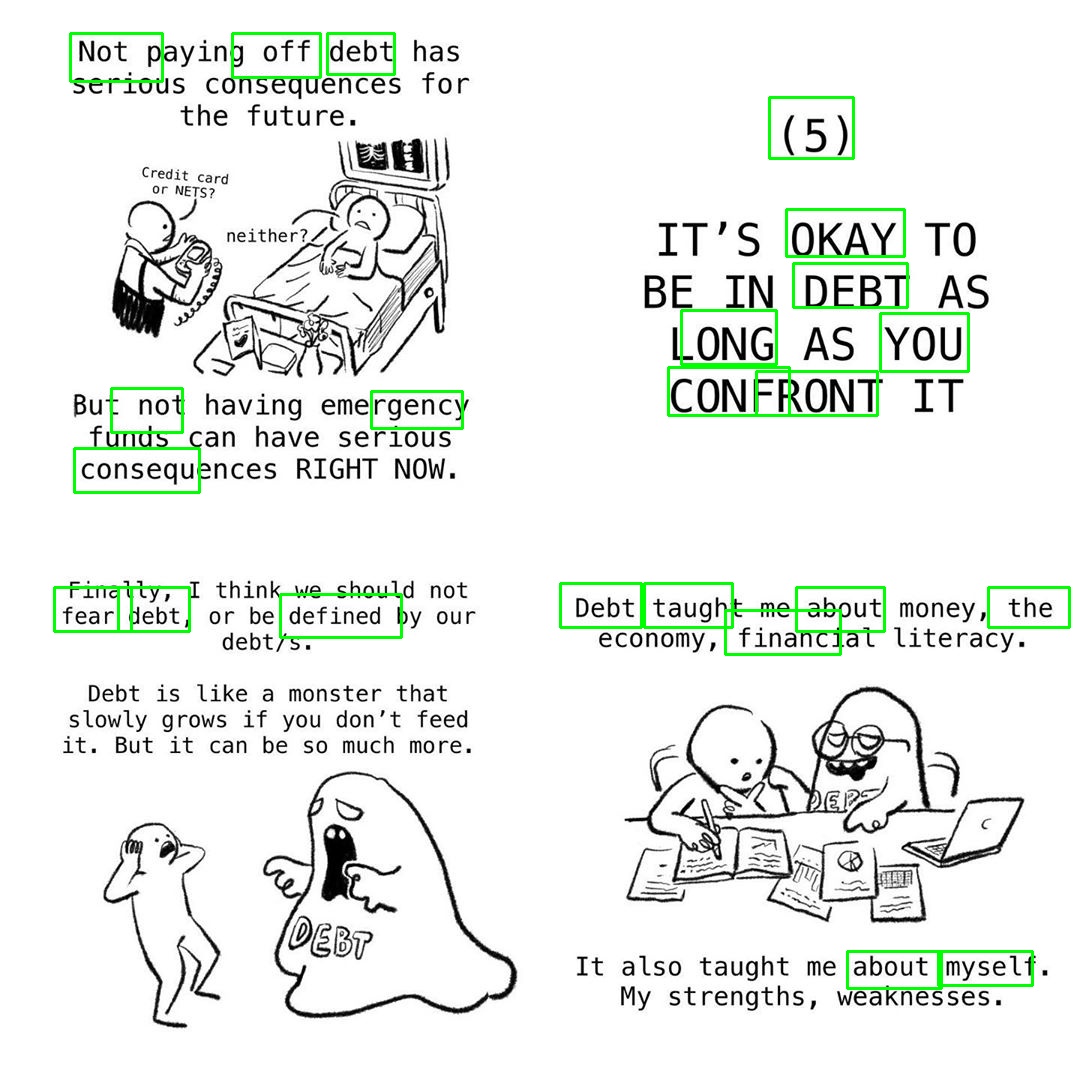 Not paying off debt has
serious consequences for
the future.
Credit card
or NETS?
neither?
But not having emergency
funds can have serious
consequences RIGHT NOW.
(5)
IT’S OKAY TO
BE IN DEBT AS
LONG AS YOU
CONFRONT IT
Finally, I think we should not
fear debt, or be defined by our
debt/s.
Debt is like a monster that
slowly grows if you don’t feed
it. But it can be so much more.
DEBT
Debt taught me about money, the
economy, financial literacy.
DEBT
It also taught me about myself.
My strengths, weaknesses.